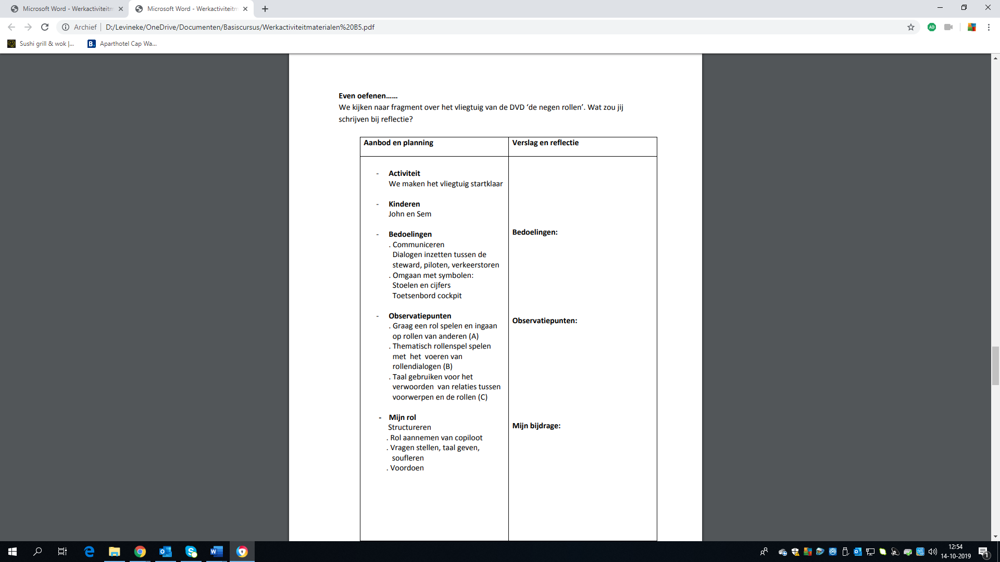 Microsoft Word - Werkactiviteitm
Microsoft Word - Werkactiviteitm
Archief
D:/Levineke/OneDrive/Documenten/Basiscursus/Werkactiviteitmaterialen%20B5.pdf
AD
Sushi grill & wok |...
B.
Aparthotel Cap Wa...
Even oefenen......
We kijken naar fragment over het vliegtuig van de DVD ‘de negen rollen’. Wat zou jij
schrijven bij reflectie?
Aanbod en planning
- Activiteit
We maken het vliegtuig startklaar
- Kinderen
John en Sem
- Bedoelingen
. Communiceren
Dialogen inzetten tussen de
steward, piloten, verkeerstoren
. Omgaan met symbolen:
Stoelen en cijfers
Toetsenbord cockpit
- Observatiepunten
. Graag een rol spelen en ingaan
op rollen van anderen (A)
. Thematisch rollenspel spelen
met  het  voeren van
rollendialogen (B)
. Taal gebruiken voor het
verwoorden  van relaties tussen
voorwerpen en de rollen (C)
- Mijn rol
Structureren
. Rol aannemen van copiloot
. Vragen stellen, taal geven,
soufleren
. Voordoen
Verslag en reflectie
Bedoelingen:
Observatiepunten:
Mijn bijdrage:
12:54
14-10-2019
1